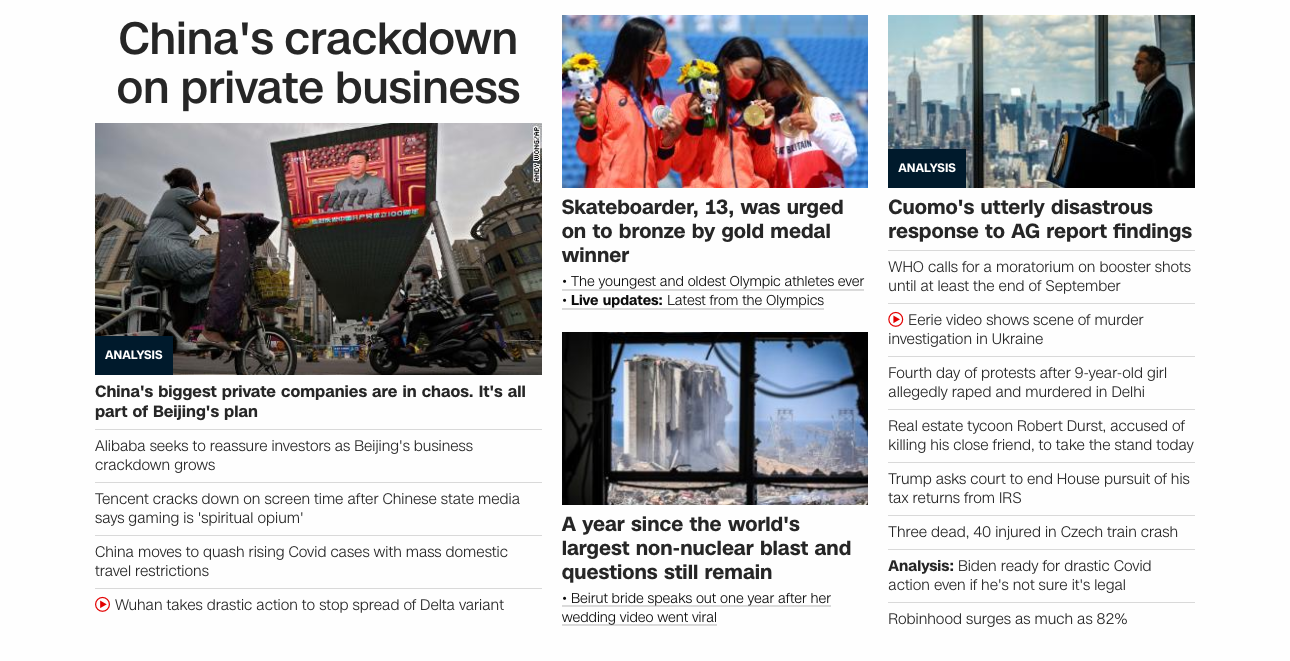 China's crackdown
on private business
ANDY WONG/AP
ANALYSIS
China's biggest private companies are in chaos. It's all
part of Beijing's plan
Alibaba seeks to reassure investors as Beijing's business
crackdown grows
Tencent cracks down on screen time after Chinese state media
says gaming is 'spiritual opium'
China moves to quash rising Covid cases with mass domestic
travel restrictions
Wuhan takes drastic action to stop spread of Delta variant
GREAT BRITAIN
Skateboarder, 13, was urged
on to bronze by gold medal
winner
• The youngest and oldest Olympic athletes ever
• Live updates: Latest from the Olympics
A year since the world's
largest non-nuclear blast and
questions still remain
• Beirut bride speaks out one year after her
wedding video went viral
ANALYSIS
Cuomo's utterly disastrous
response to AG report findings
WHO calls for a moratorium on booster shots
until at least the end of September
Eerie video shows scene of murder
investigation in Ukraine
Fourth day of protests after 9-year-old girl
allegedly raped and murdered in Delhi
Real estate tycoon Robert Durst, accused of
killing his close friend, to take the stand today
Trump asks court to end House pursuit of his
tax returns from IRS
Three dead, 40 injured in Czech train crash
Analysis: Biden ready for drastic Covid
action even if he's not sure it's legal
Robinhood surges as much as 82%